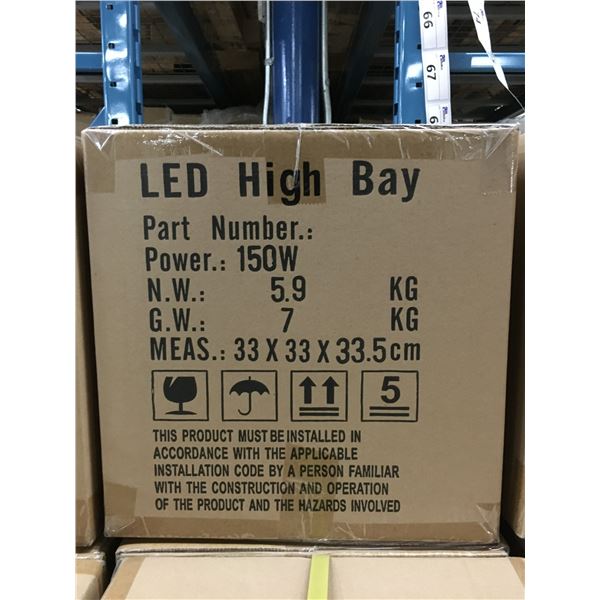 66
67
LED High Bay
Part Number.:
Power.: 150W
N.W.: 5.9 KG
G.W.: 7 KG
MEAS.: 33 X 33 X 33.5cm
5
THIS PRODUCT MUST BE INSTALLED IN
ACCORDANCE WITH THE APPLICABLE
INSTALLATION CODE BY A PERSON FAMILIAR
WITH THE CONSTRUCTION AND OPERATION
OF THE PRODUCT AND THE HAZARDS INVOLVED